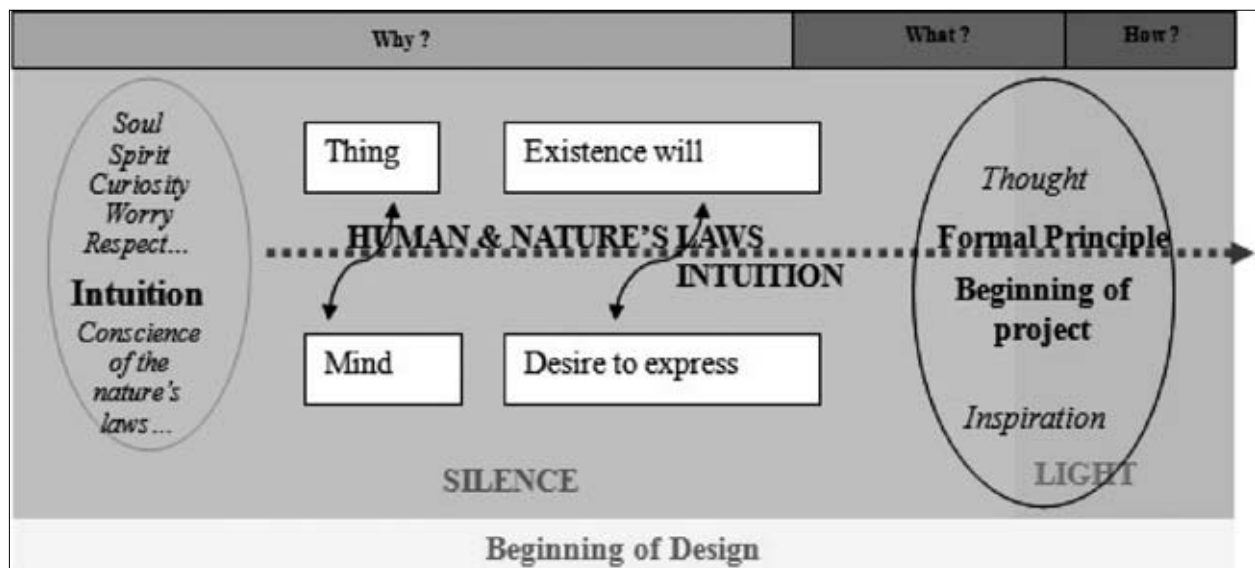 Why ?
What ?
How ?
Soul
Spirit
Curiosity
Worry
Respect...
Intuition
Conscience
of the
nature's
laws ...
Thing
Existence will
HUMAN & NATURE'S LAWS
INTUITION
Mind
Desire to express
Thought
Formal Principle
Beginning of
project
Inspiration
SILENCE
LIGHT
Beginning of Design